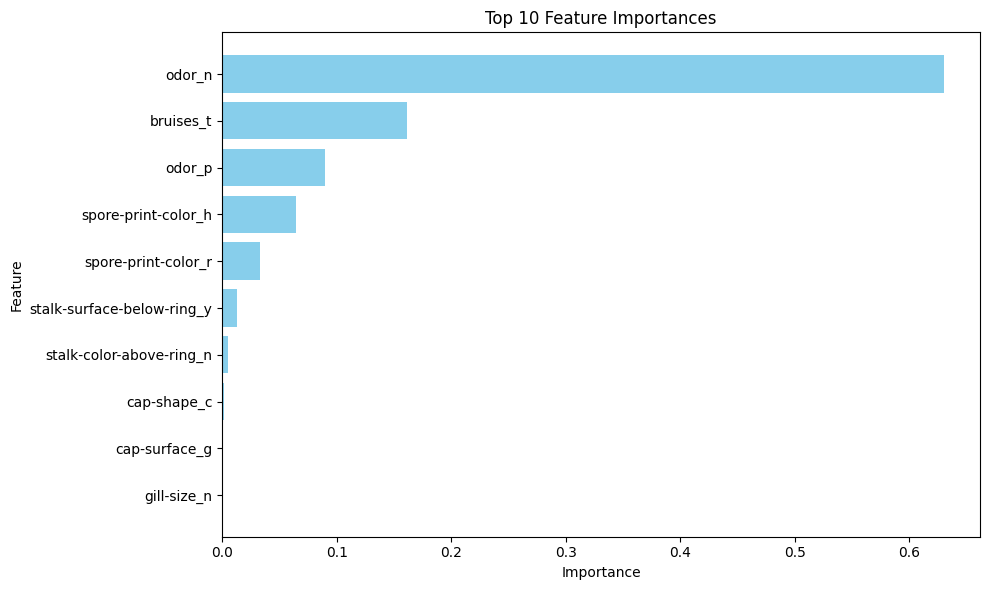 Top 10 Feature Importances
Feature
odor_n
bruises_t
odor_p
spore-print-color_h
spore-print-color_r
stalk-surface-below-ring_y
stalk-color-above-ring_n
cap-shape_c
cap-surface_g
gill-size_n
0.0 0.1 0.2 0.3 0.4 0.5 0.6
Importance